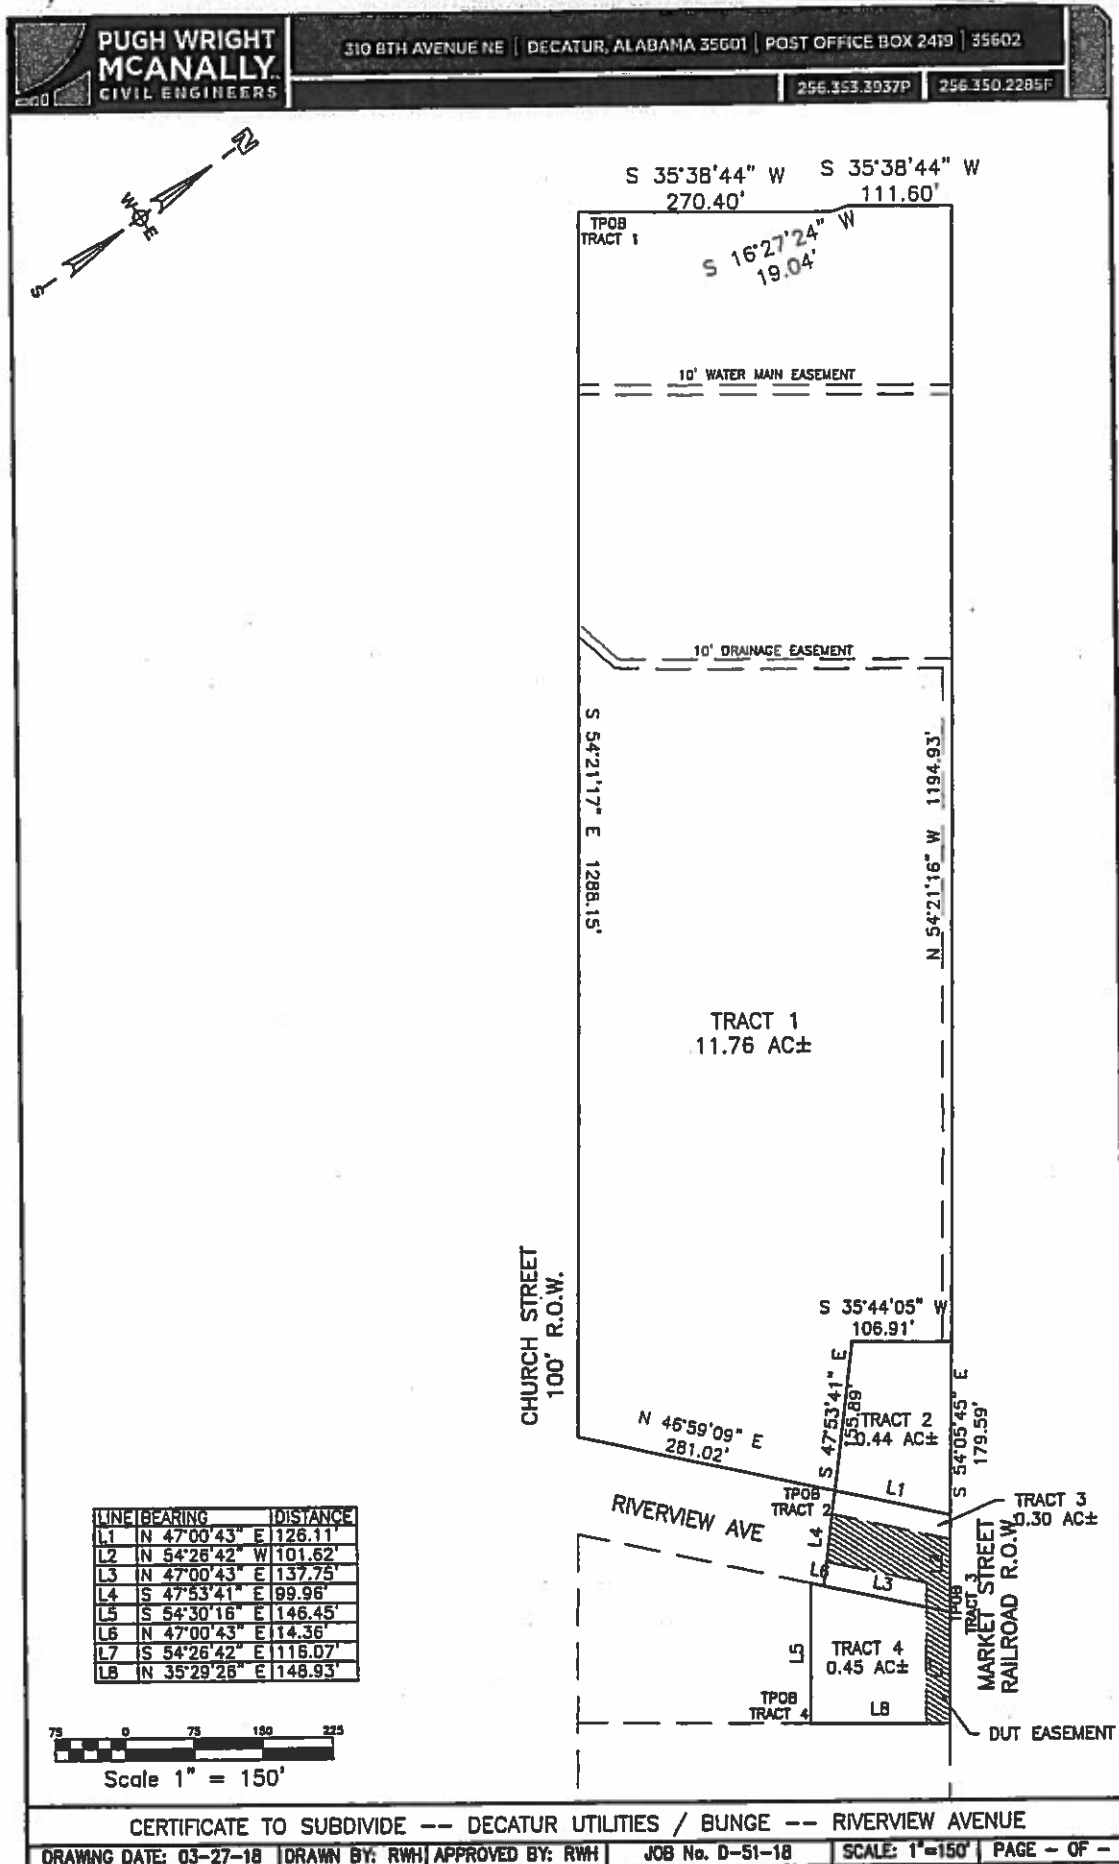 PUGH WRIGHT
MCANALLY
CIVIL ENGINEERS
310 8TH AVENUE NE | DECATUR, ALABAMA 35601 | POST OFFICE BOX 2419 | 35602
256.353.3937P 256.350.2285F
N
W
E
S
S 35°38'44" W
270.40'
S 35°38'44" W
111.60'
TPOB
TRACT 1
S 16°27'24" W
19.04'
10' WATER MAIN EASEMENT
10' DRAINAGE EASEMENT
S 54°21'17" E 1288.15'
N 54°21'16" W 1194.93'
TRACT 1
11.76 AC±
CHURCH STREET
100' R.O.W.
S 35°44'05" W
106.91'
S 47°53'41" E
155.89'
TRACT 2
0.44 AC±
S 54°05'45" E
179.59'
N 46°59'09" E
281.02'
L1
TPOB
TRACT 2
RIVERVIEW AVE
L4
TRACT 3
0.30 AC±
L2
L6
L3
TPOB
TRACT 3
MARKET STREET
RAILROAD R.O.W.
L5
TRACT 4
0.45 AC±
TPOB
TRACT 4
L8
DUT EASEMENT
LINE BEARING DISTANCE
L1 N 47°00'43" E 126.11'
L2 N 54°26'42" W 101.62'
L3 N 47°00'43" E 137.75'
L4 S 47°53'41" E 99.96'
L5 S 54°30'16" E 146.45'
L6 N 47°00'43" E 14.36'
L7 S 54°26'42" E 116.07'
L8 N 35°29'26" E 148.93'
75 0 75 150 225
Scale 1" = 150'
CERTIFICATE TO SUBDIVIDE -- DECATUR UTILITIES / BUNGE -- RIVERVIEW AVENUE
DRAWING DATE: 03-27-18 DRAWN BY: RWH APPROVED BY: RWH JOB No. D-51-18 SCALE: 1"=150' PAGE - OF -